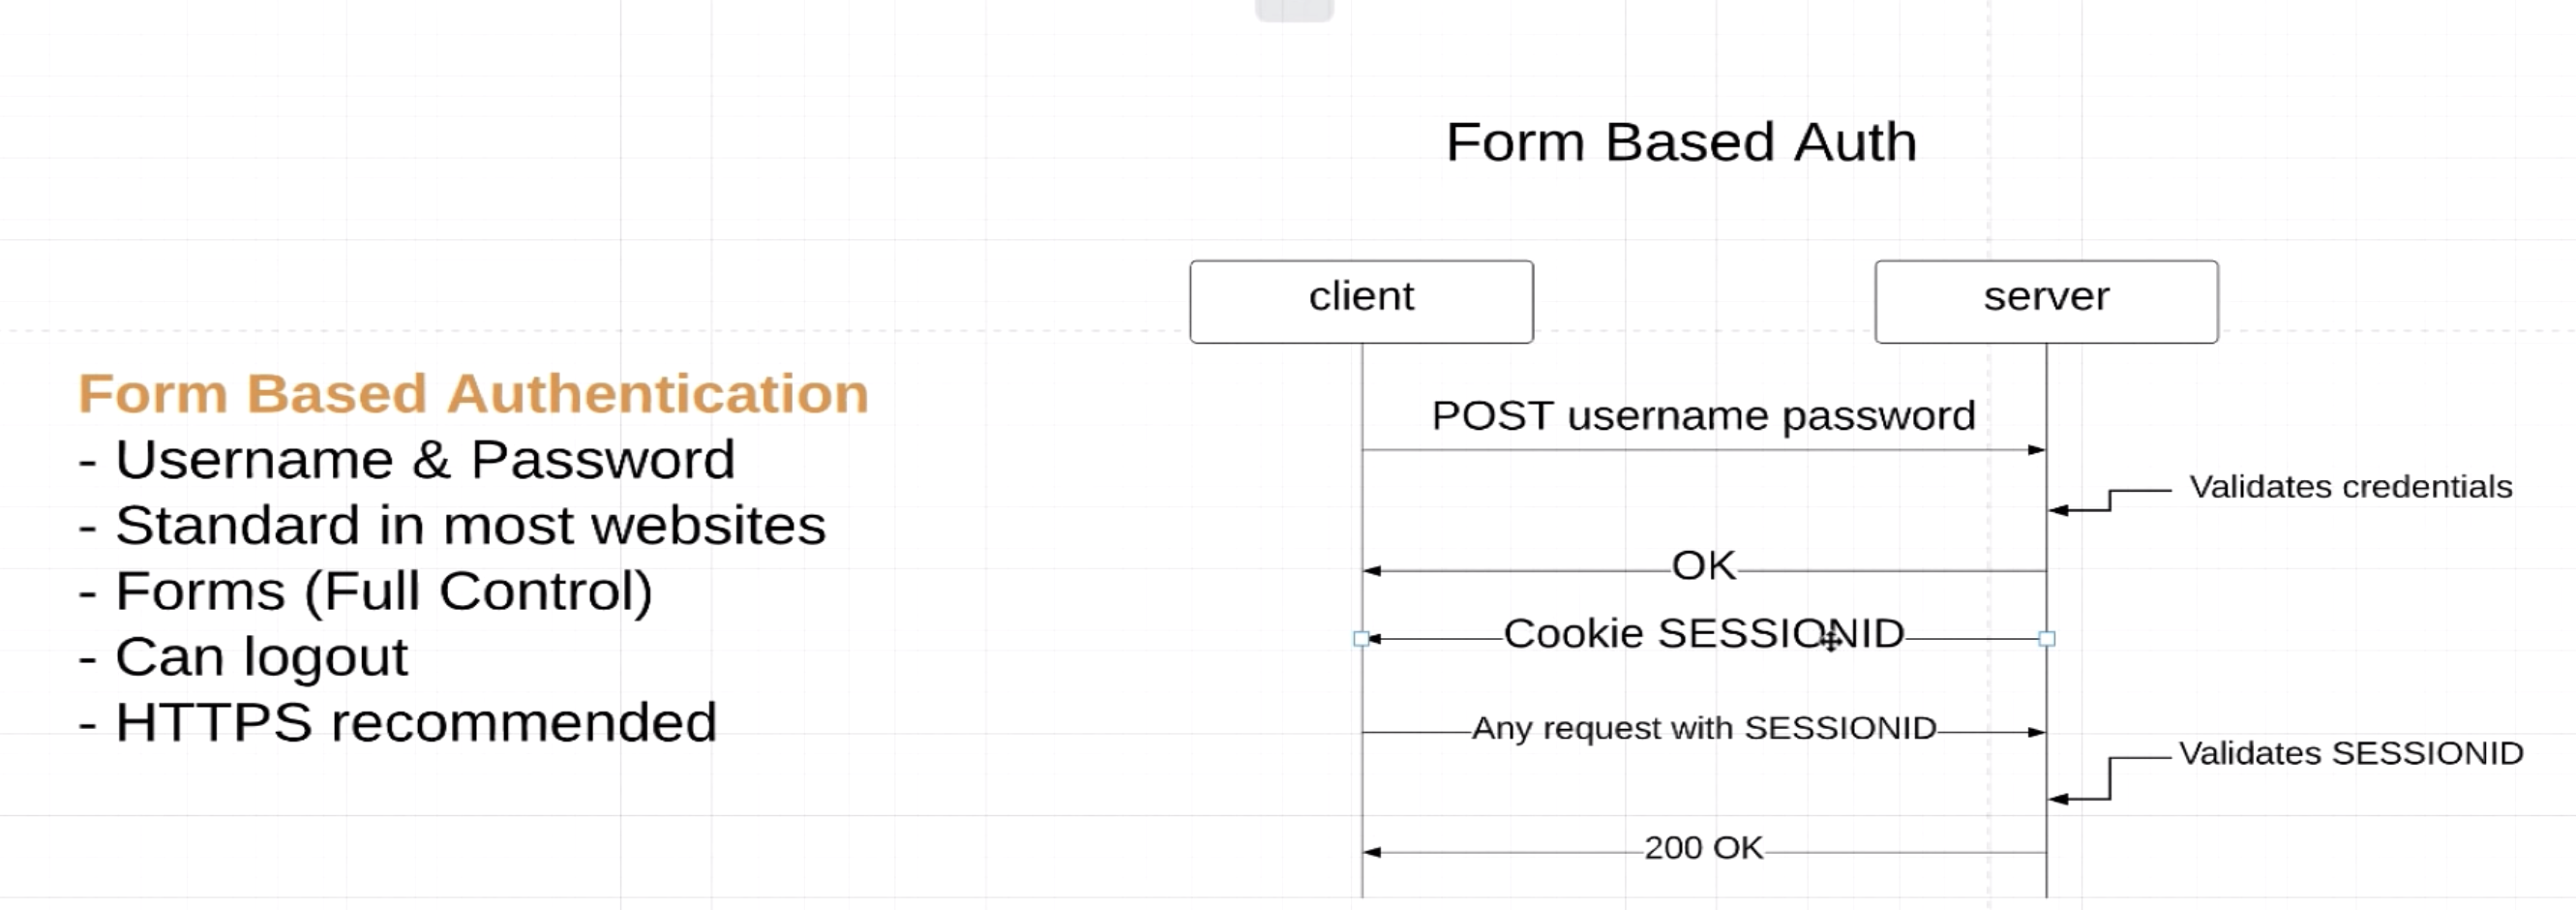 Form Based Auth
client
server
Form Based Authentication
- Username & Password
- Standard in most websites
- Forms (Full Control)
- Can logout
- HTTPS recommended
POST username password
Validates credentials
OK
Cookie SESSIONID
Any request with SESSIONID
Validates SESSIONID
200 OK